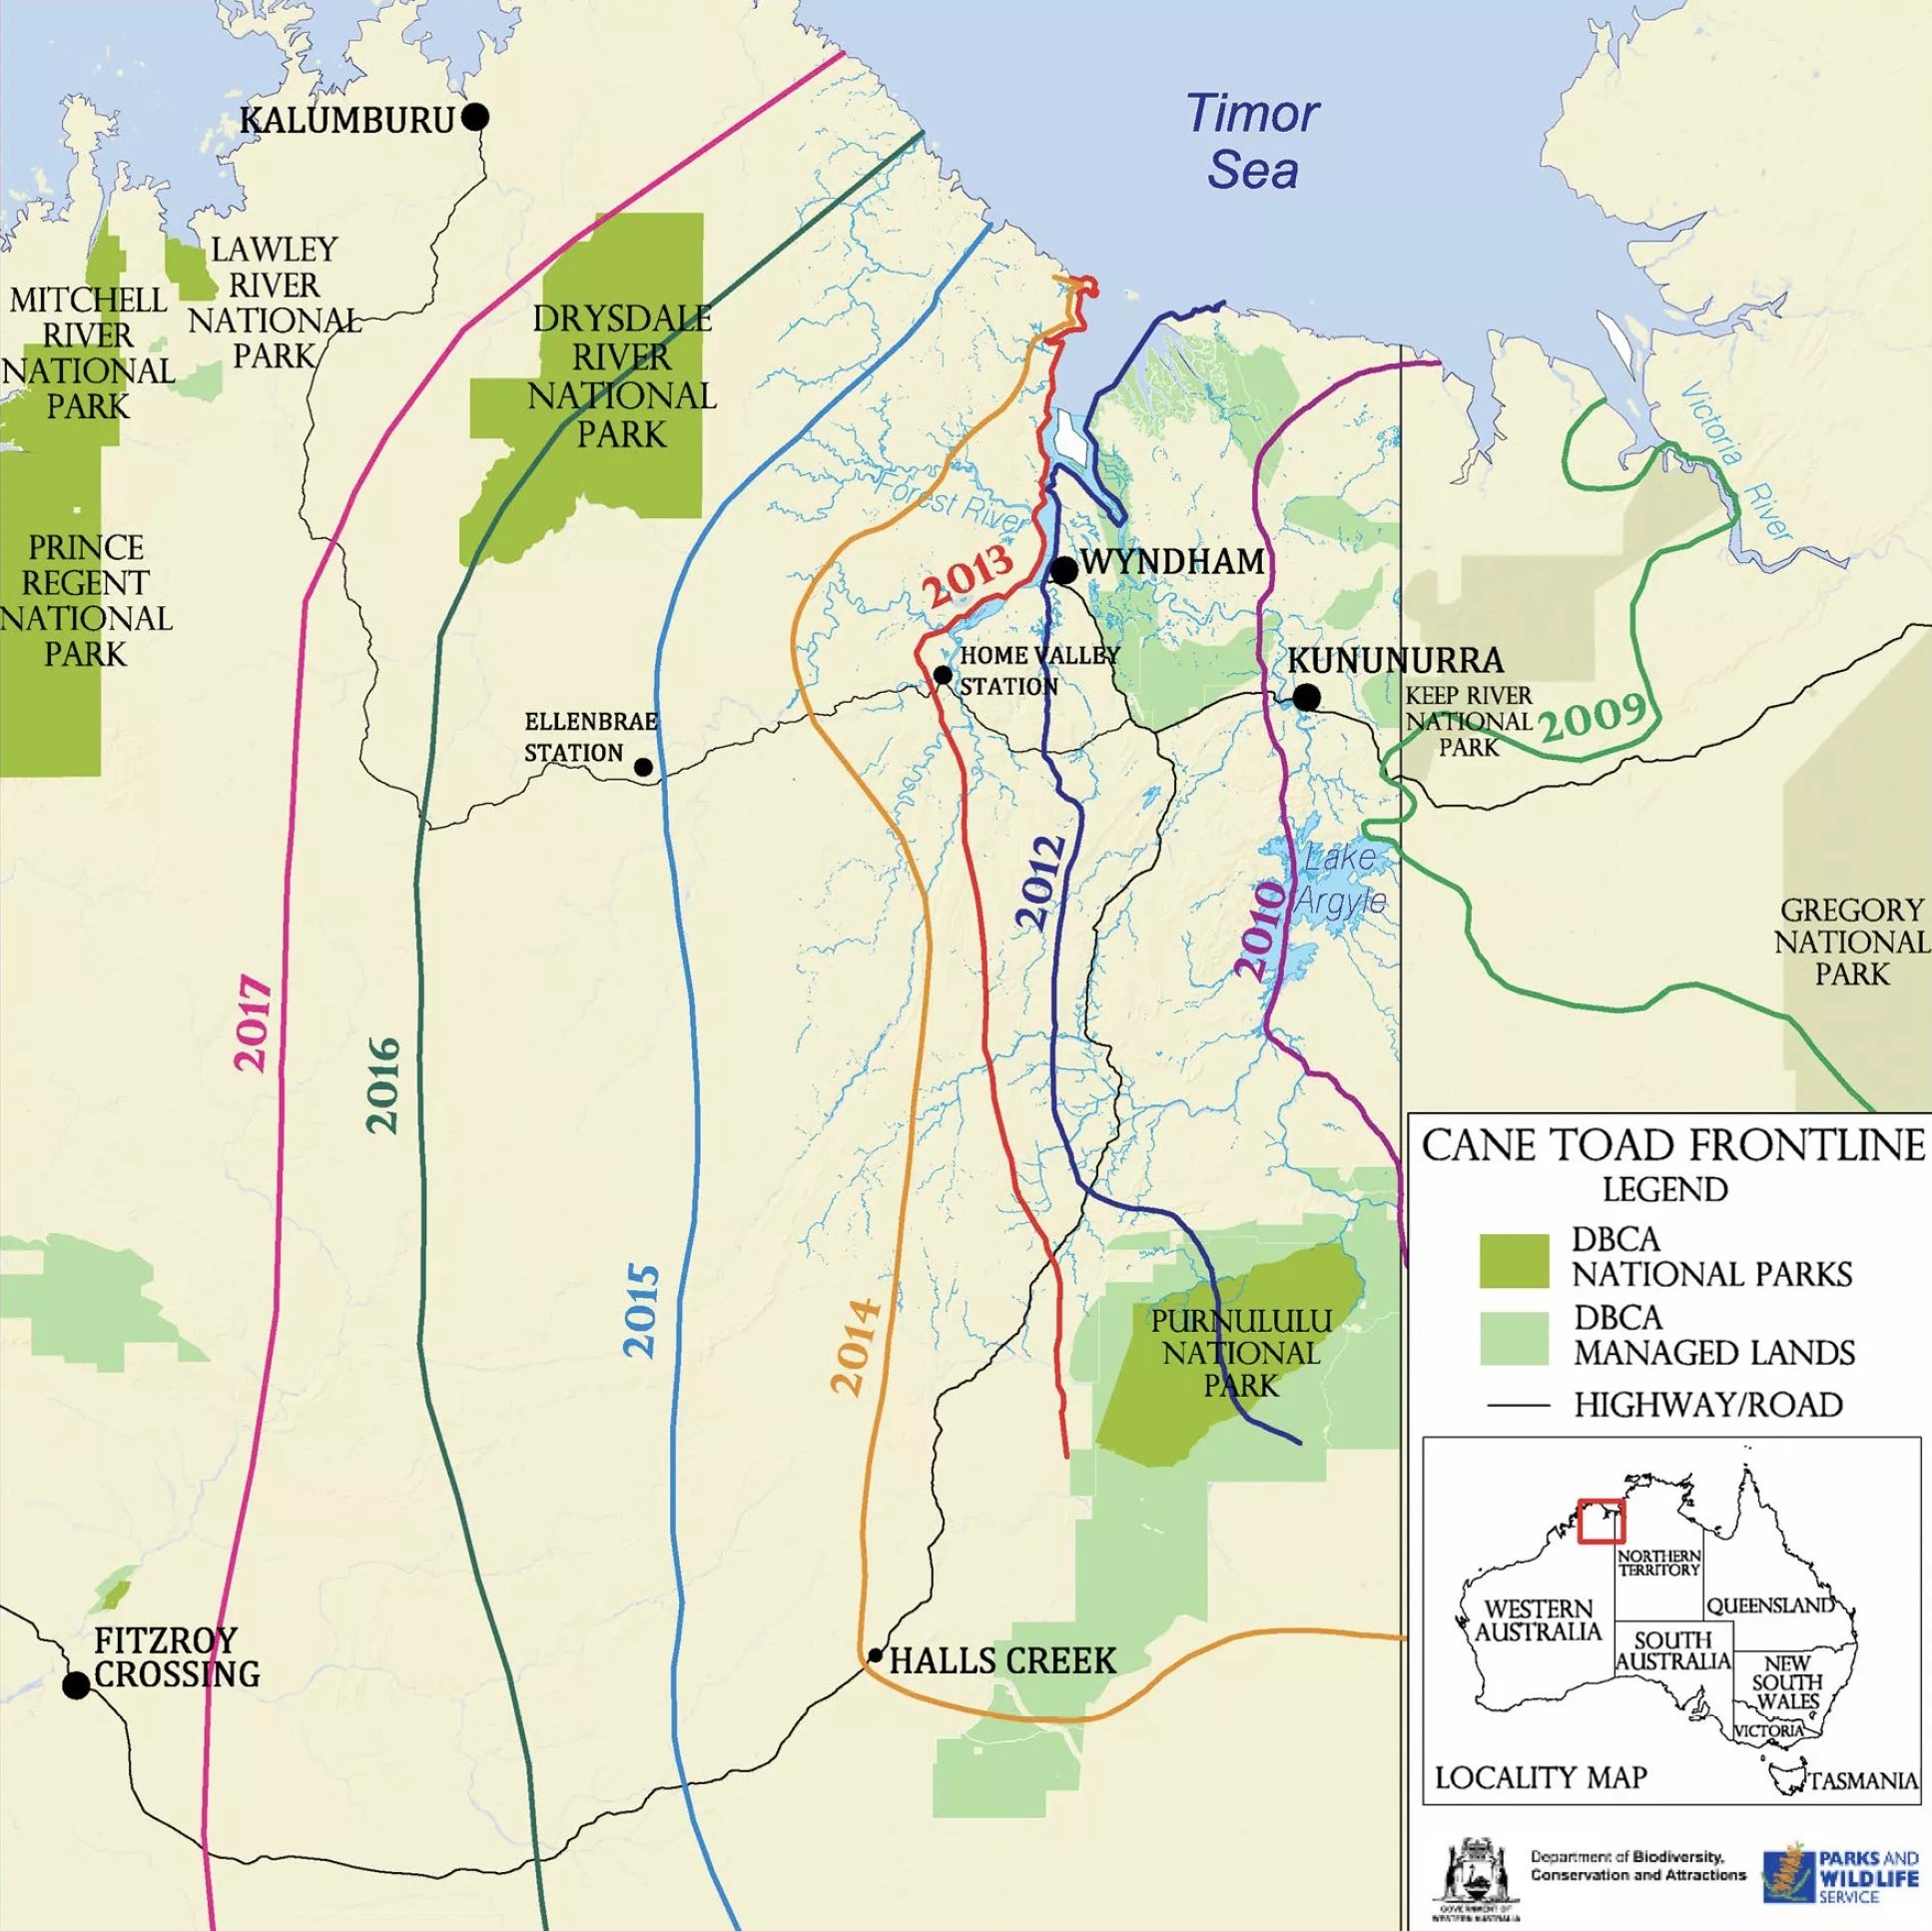 Timor
Sea
KALUMBURU
LAWLEY
RIVER
NATIONAL
PARK
MITCHELL
RIVER
NATIONAL
PARK
DRYSDALE
RIVER
NATIONAL
PARK
Victoria
River
Forest River
PRINCE
REGENT
NATIONAL
PARK
2013
WYNDHAM
HOME VALLEY
STATION
KUNUNURRA
KEEP RIVER
NATIONAL
PARK
2009
ELLENBRAE
STATION
2012
Lake
Argyle
2010
GREGORY
NATIONAL
PARK
2017
2016
2015
2014
PURNULULU
NATIONAL
PARK
FITZROY
CROSSING
HALLS CREEK
CANE TOAD FRONTLINE
LEGEND
DBCA
NATIONAL PARKS
DBCA
MANAGED LANDS
HIGHWAY/ROAD
NORTHERN
TERRITORY
WESTERN
AUSTRALIA
QUEENSLAND
SOUTH
AUSTRALIA
NEW
SOUTH
WALES
VICTORIA
TASMANIA
LOCALITY MAP
GOVERNMENT OF
WESTERN AUSTRALIA
Department of Biodiversity,
Conservation and Attractions
PARKS AND
WILDLIFE
SERVICE